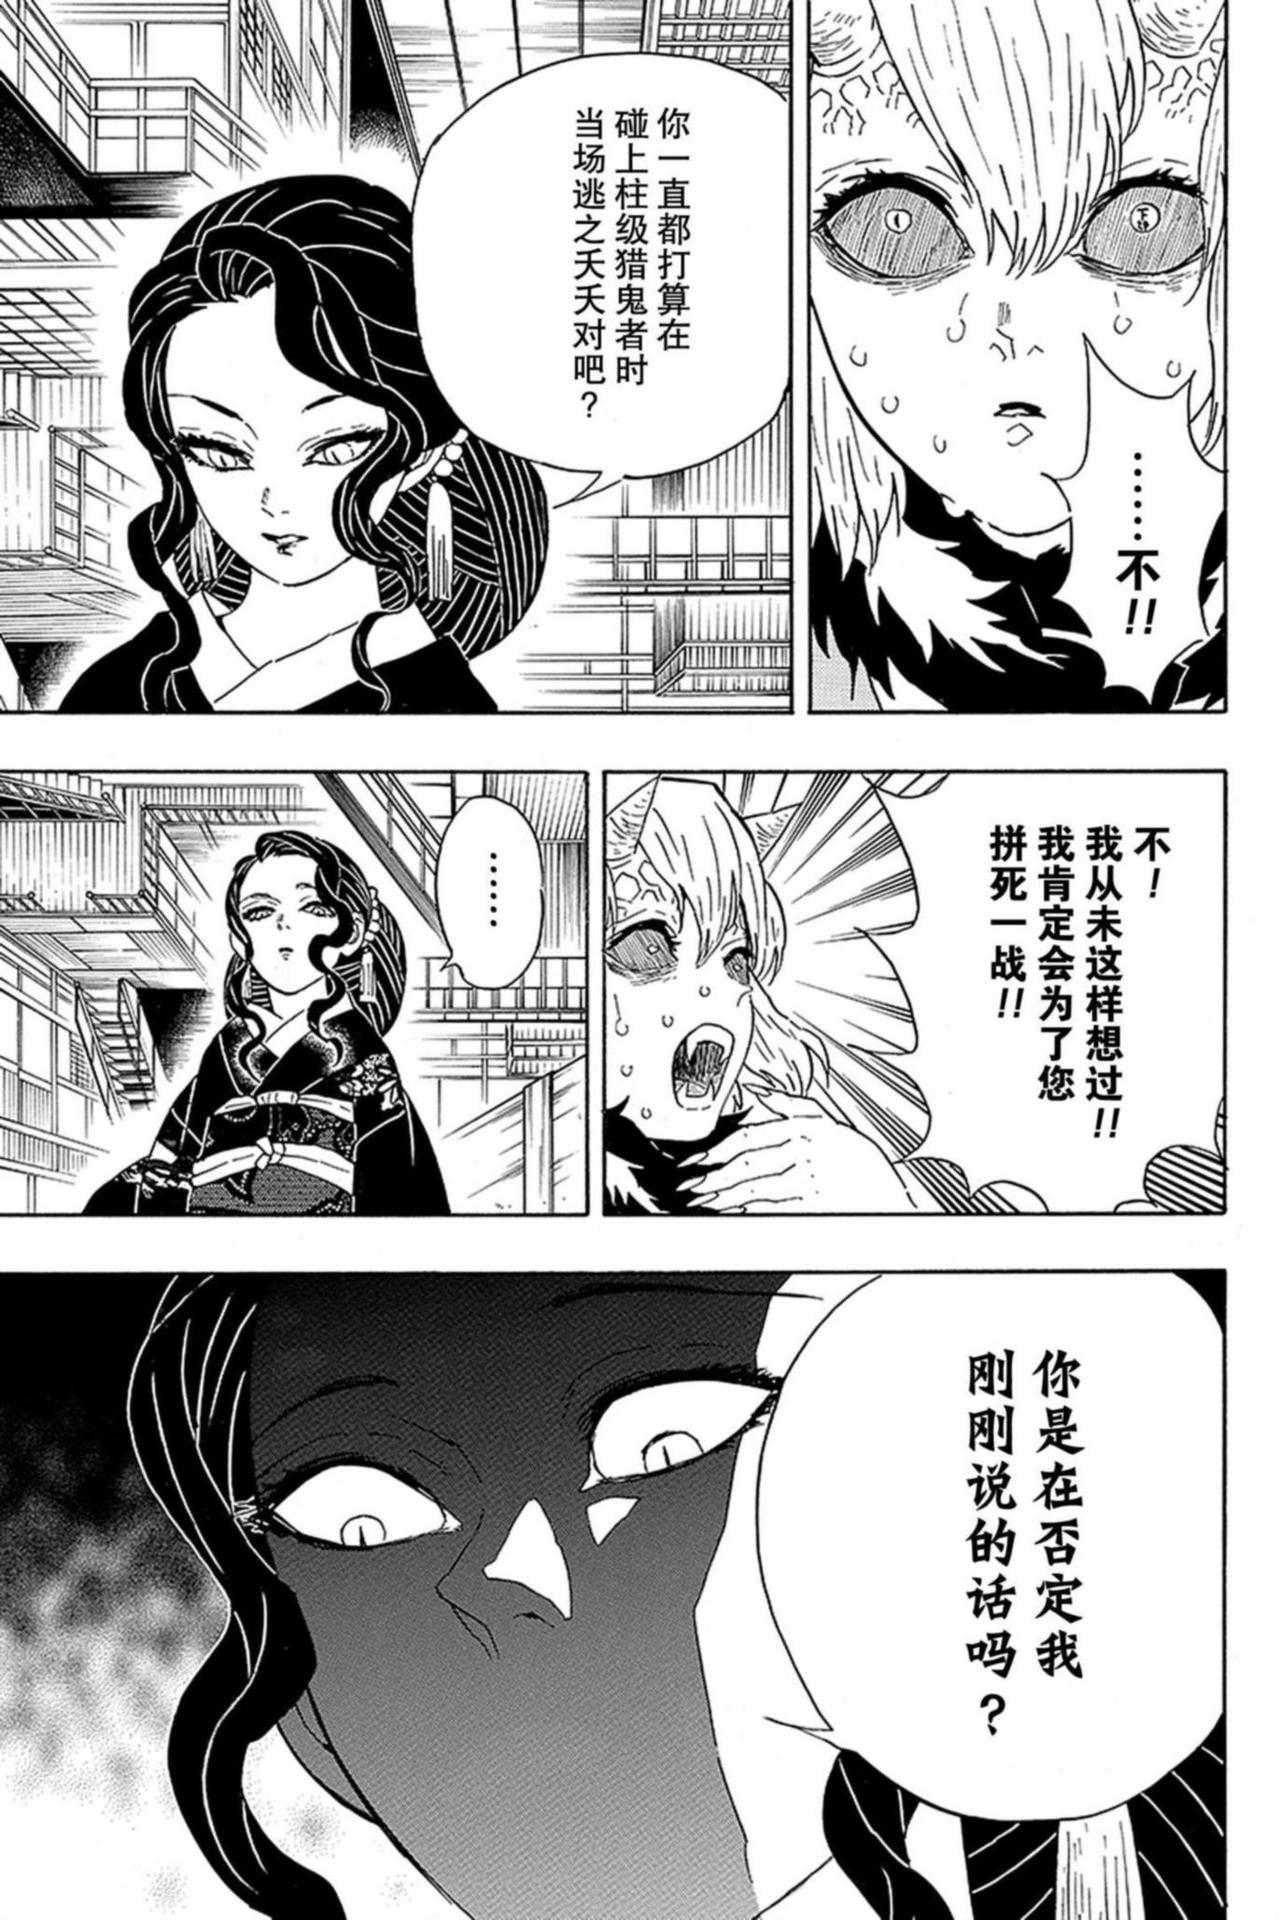 ……不!!
你一直都打算在
碰上柱级猎鬼者时
当场逃之夭夭对吧?
不!
我从未这样想过!!
我肯定会为了您
拼死一战!!
……
你是在否定我
刚刚说的话吗?